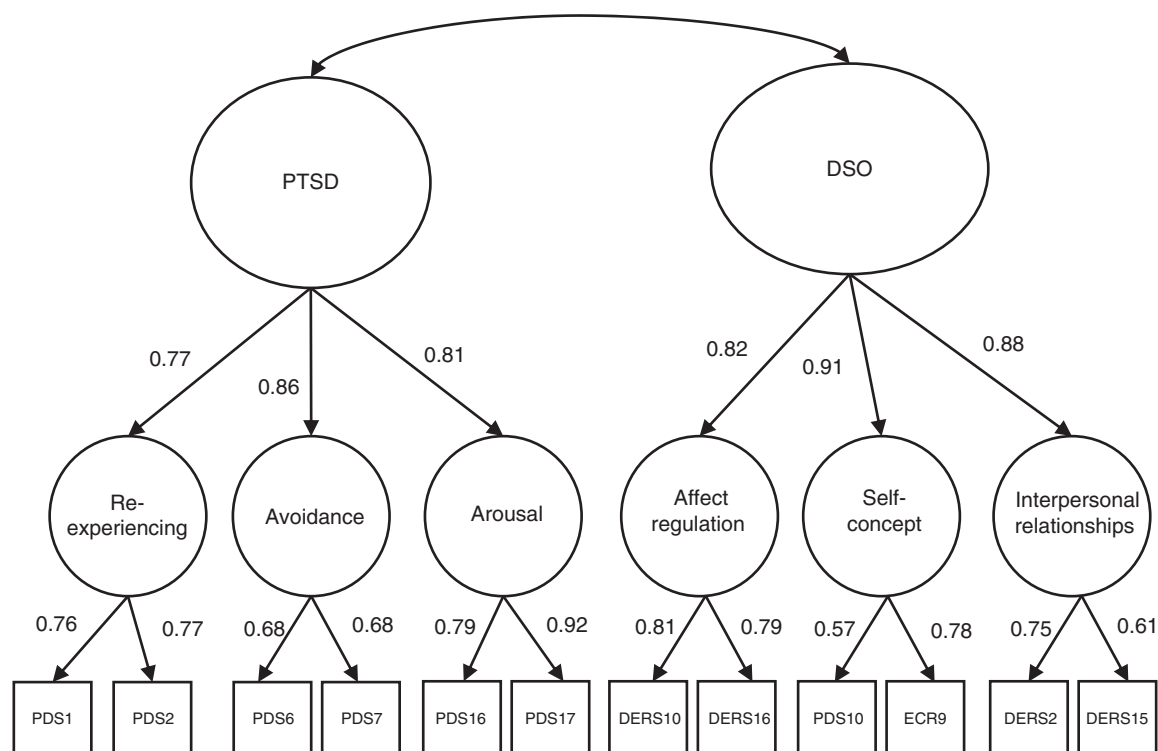 PTSD
DSO
0.77
0.86
0.81
0.82
0.91
0.88
Re-
experiencing
Avoidance
Arousal
Affect
regulation
Self-
concept
Interpersonal
relationships
0.76
0.77
0.68
0.68
0.79
0.92
0.81
0.79
0.57
0.78
0.75
0.61
PDS1
PDS2
PDS6
PDS7
PDS16
PDS17
DERS10
DERS16
PDS10
ECR9
DERS2
DERS15